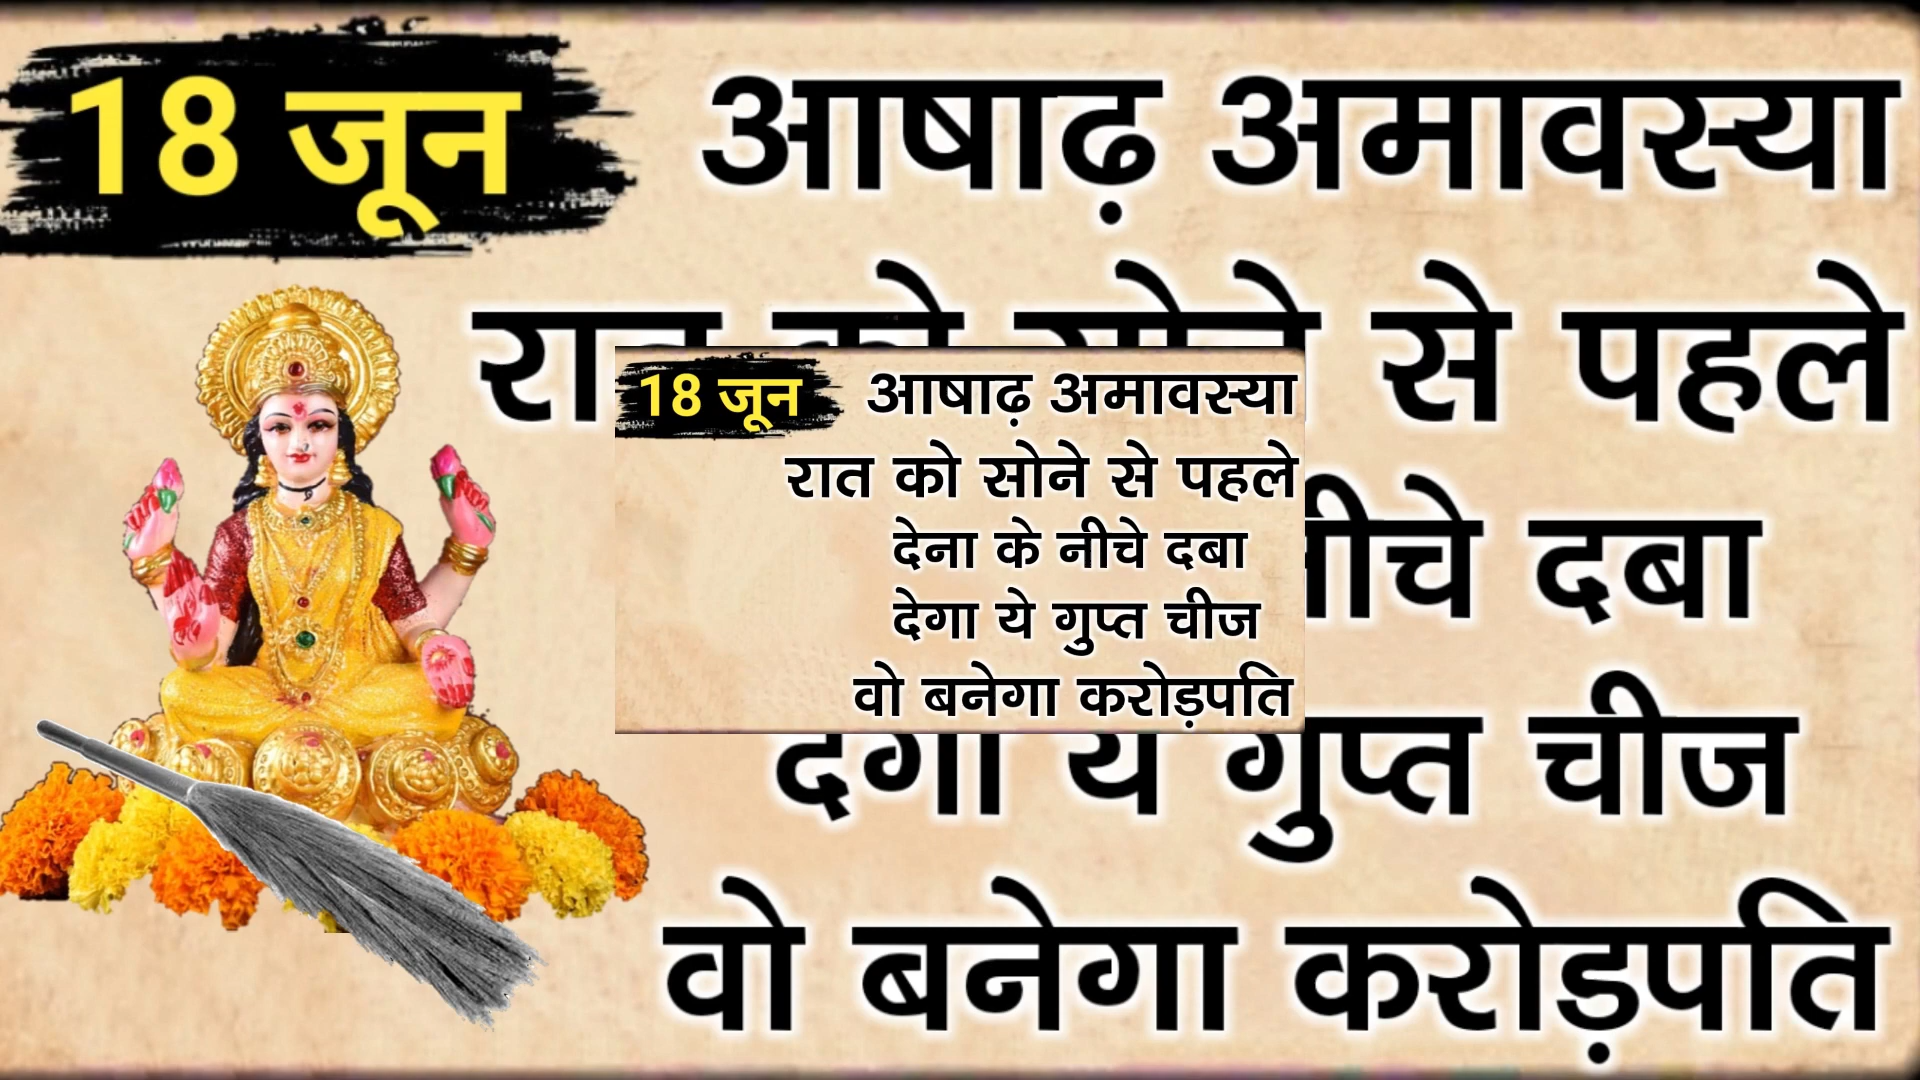 18 जून
आषाढ़ अमावस्या
से पहले
18 जून
आषाढ़ अमावस्या
रात को सोने से पहले
देना के नीचे दबा
देगा ये गुप्त चीज
वो बनेगा करोड़पति
नीचे दबा
देगा ये गुप्त चीज
वो बनेगा करोड़पति